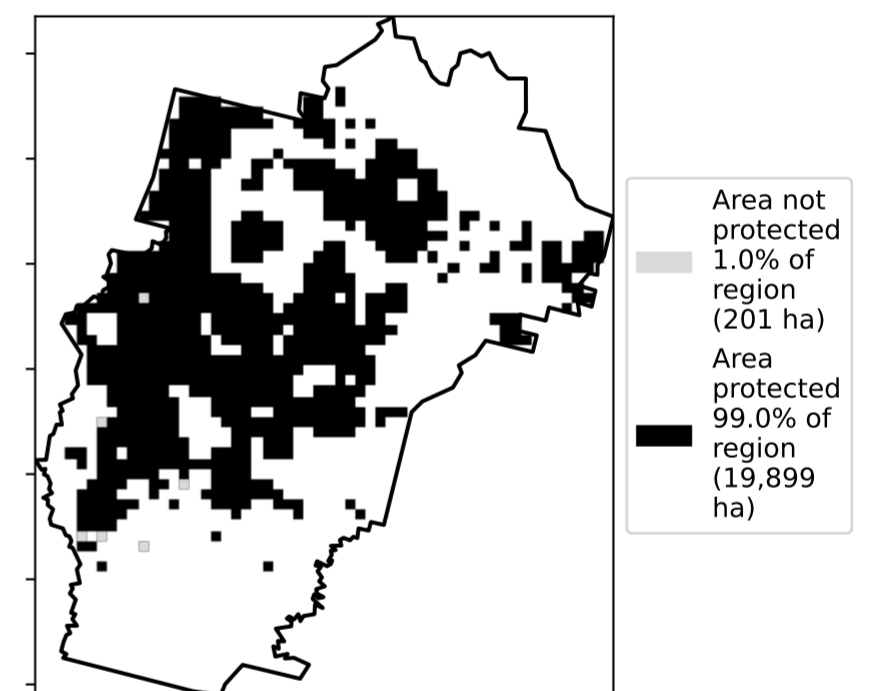 Area not
protected
1.0% of
region
(201 ha)
Area
protected
99.0% of
region
(19,899
ha)